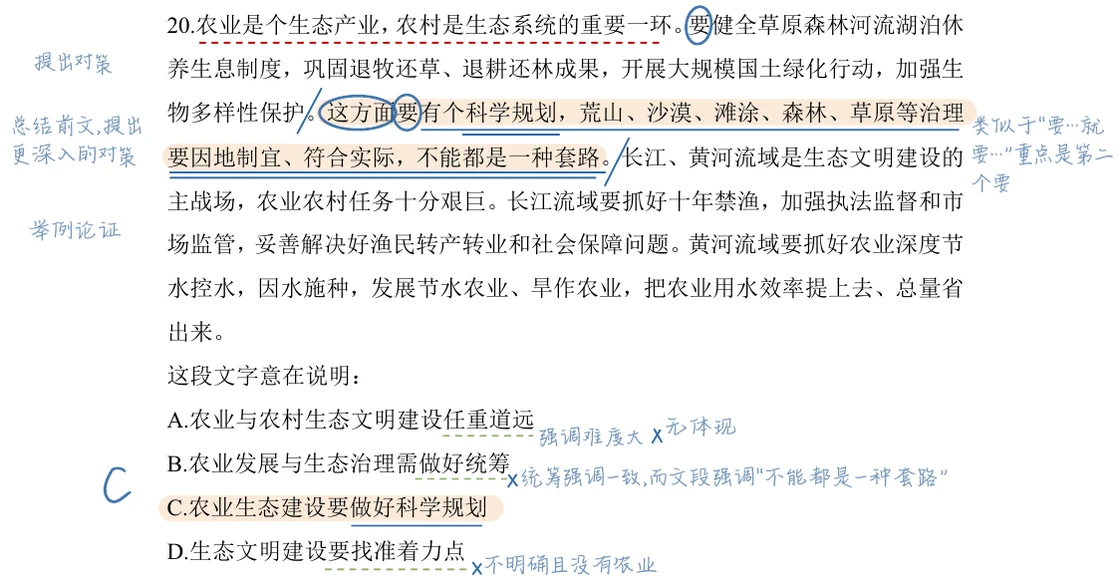 20.农业是个生态产业，农村是生态系统的重要一环。要健全草原森林河流湖泊休
提出对策
养生息制度，巩固退牧还草、退耕还林成果，开展大规模国土绿化行动，加强生
物多样性保护。这方面要有个科学规划，荒山、沙漠、滩涂、森林、草原等治理
总结前文,提出
更深入的对策
类似于“要…就
要…”重点是第二
个要
要因地制宜、符合实际，不能都是一种套路。长江、黄河流域是生态文明建设的
主战场，农业农村任务十分艰巨。长江流域要抓好十年禁渔，加强执法监督和市
举例论证
场监管，妥善解决好渔民转产转业和社会保障问题。黄河流域要抓好农业深度节
水控水，因水施种，发展节水农业、旱作农业，把农业用水效率提上去、总量省
出来。
这段文字意在说明：
A.农业与农村生态文明建设任重道远
强调难度大 x无体现
B.农业发展与生态治理需做好统筹
x统筹强调一致,而文段强调“不能都是一种套路”
C
C.农业生态建设要做好科学规划
D.生态文明建设要找准着力点
x不明确且没有农业